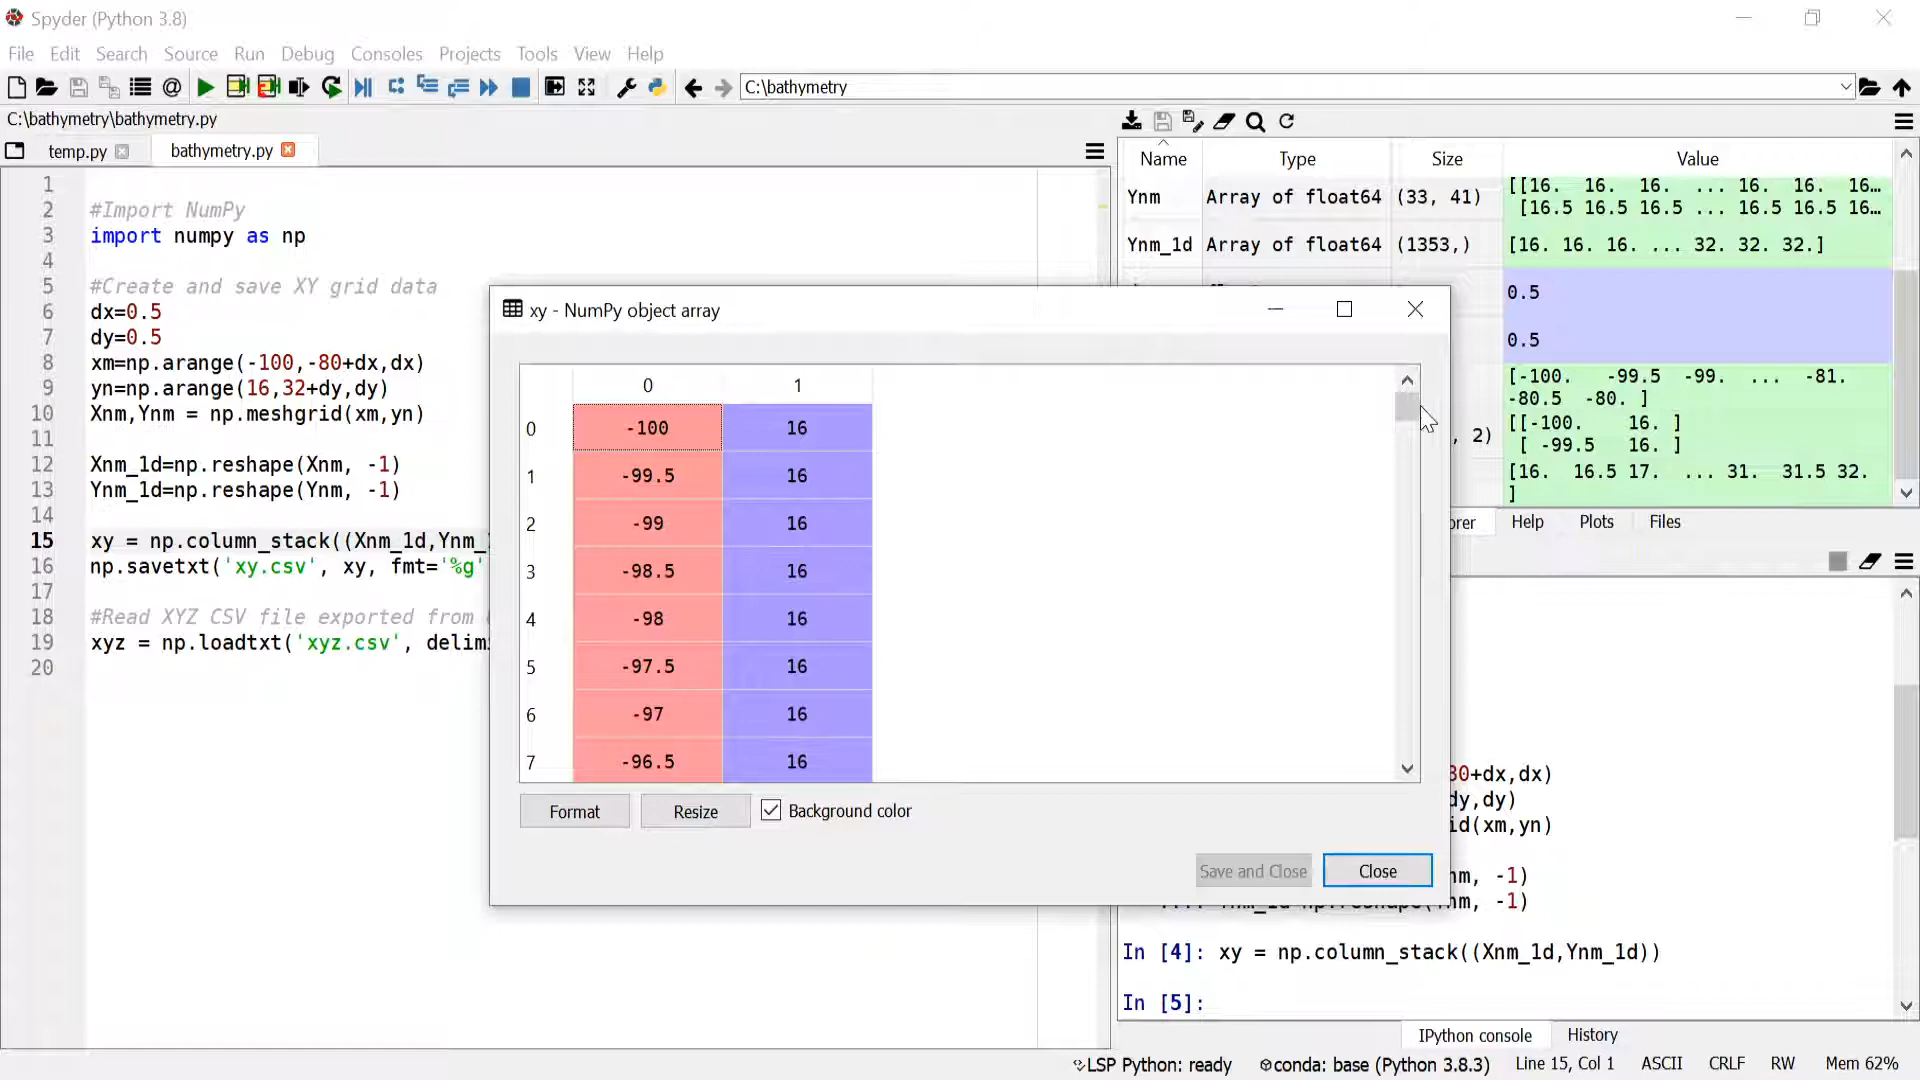 Spyder (Python 3.8)
File Edit Search Source Run Debug Consoles Projects Tools View Help
C:\bathymetry
C:\bathymetry\bathymetry.py
temp.py
bathymetry.py
1
2 #Import NumPy
3 import numpy as np
4
5 #Create and save XY grid data
6 dx=0.5
7 dy=0.5
8 xm=np.arange(-100,-80+dx,dx)
9 yn=np.arange(16,32+dy,dy)
10 Xnm,Ynm = np.meshgrid(xm,yn)
11
12 Xnm_1d=np.reshape(Xnm, -1)
13 Ynm_1d=np.reshape(Ynm, -1)
14
15 xy = np.column_stack((Xnm_1d,Ynm_
16 np.savetxt('xy.csv', xy, fmt='%g'
17
18 #Read XYZ CSV file exported from
19 xyz = np.loadtxt('xyz.csv', delim
20
Name Type Size Value
Ynm Array of float64 (33, 41) [[16. 16. 16. ... 16. 16. 16…
[16.5 16.5 16.5 ... 16.5 16.5 16…
Ynm_1d Array of float64 (1353,) [16. 16. 16. ... 32. 32. 32.]
0.5
0.5
[-100. -99.5 -99. ... -81.
-80.5 -80. ]
, 2) [[-100. 16. ]
[ -99.5 16. ]
[16. 16.5 17. ... 31. 31.5 32.
]
orer Help Plots Files
xy - NumPy object array
0 1
0 -100 16
1 -99.5 16
2 -99 16
3 -98.5 16
4 -98 16
5 -97.5 16
6 -97 16
7 -96.5 16
Format Resize Background color
Save and Close Close
80+dx,dx)
dy,dy)
id(xm,yn)
nm, -1)
nm, -1)
In [4]: xy = np.column_stack((Xnm_1d,Ynm_1d))
In [5]:
IPython console History
LSP Python: ready conda: base (Python 3.8.3) Line 15, Col 1 ASCII CRLF RW Mem 62%